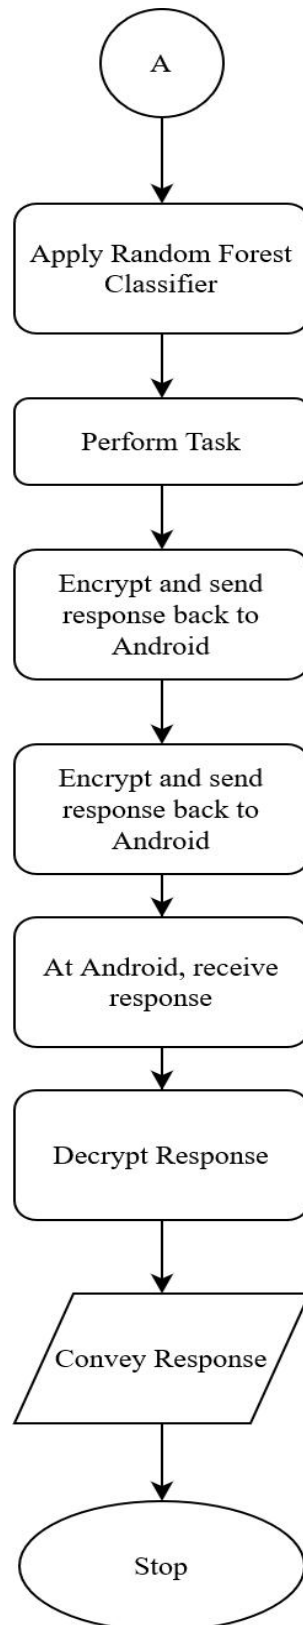 A
Apply Random Forest
Classifier
Perform Task
Encrypt and send
response back to
Android
Encrypt and send
response back to
Android
At Android, receive
response
Decrypt Response
Convey Response
Stop